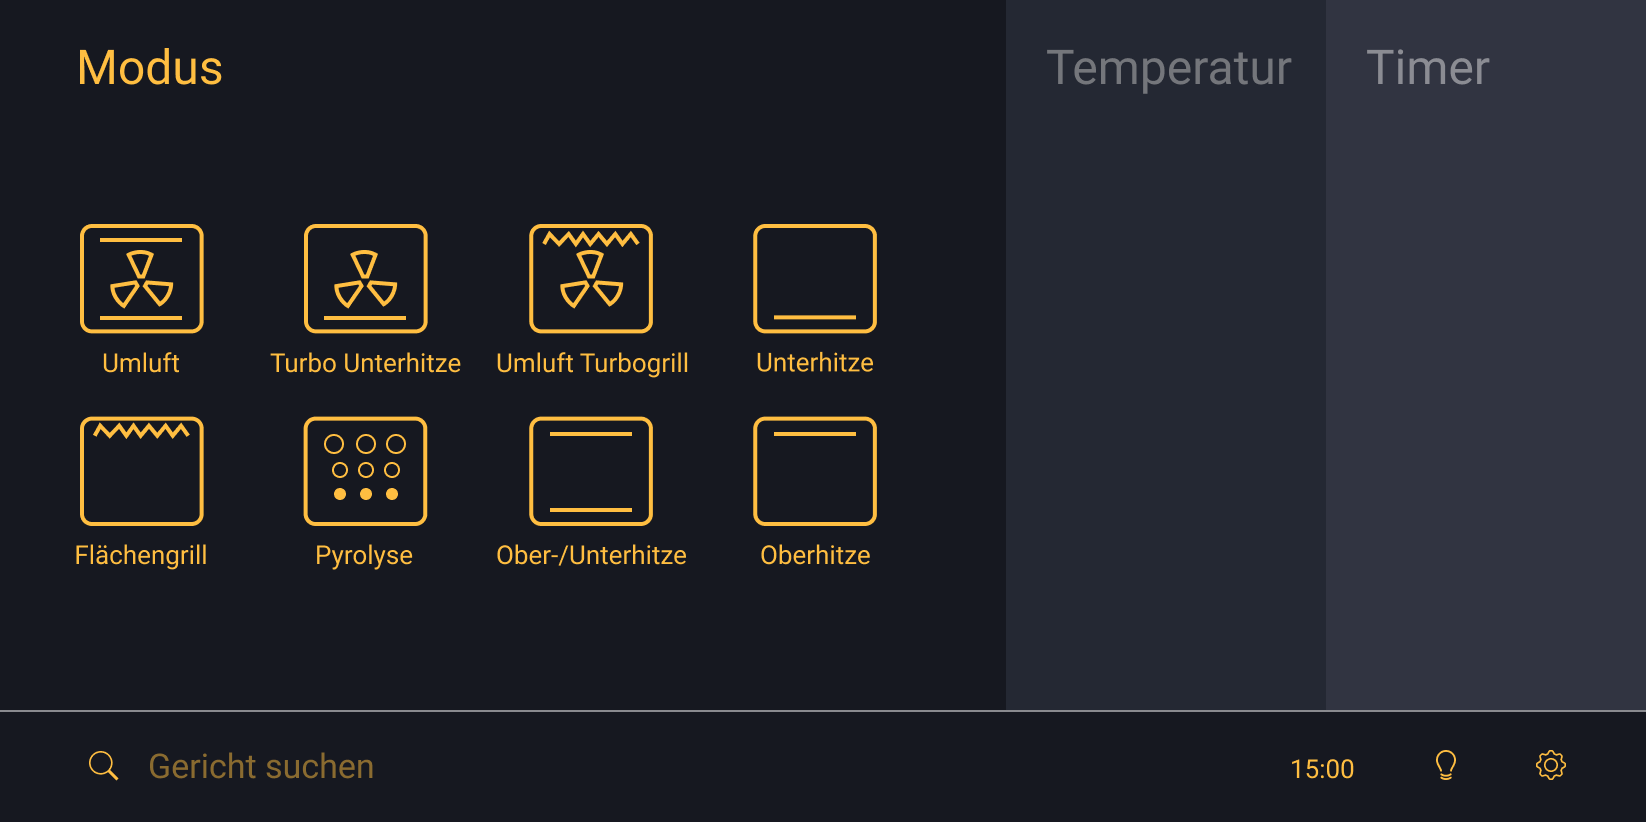 Modus
Temperatur
Timer
Umluft
Turbo Unterhitze
Umluft Turbogrill
Unterhitze
Flächengrill
Pyrolyse
Ober-/Unterhitze
Oberhitze
Gericht suchen
15:00